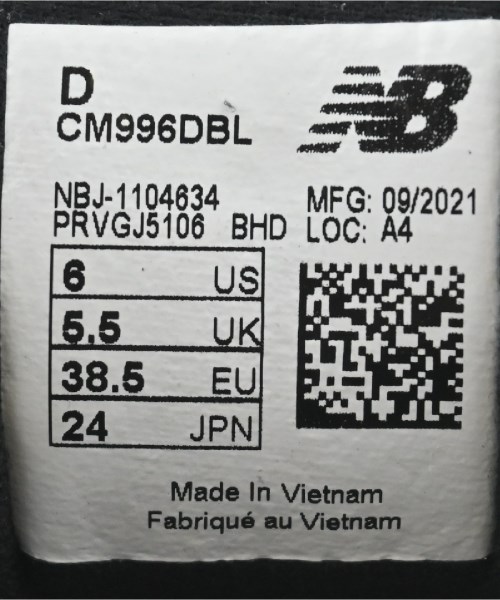 D
CM996DBL
NB
NBJ-1104634
PRVGJ5106 BHD
MFG: 09/2021
LOC: A4
6 US
5.5 UK
38.5 EU
24 JPN
Made In Vietnam
Fabriqué au Vietnam